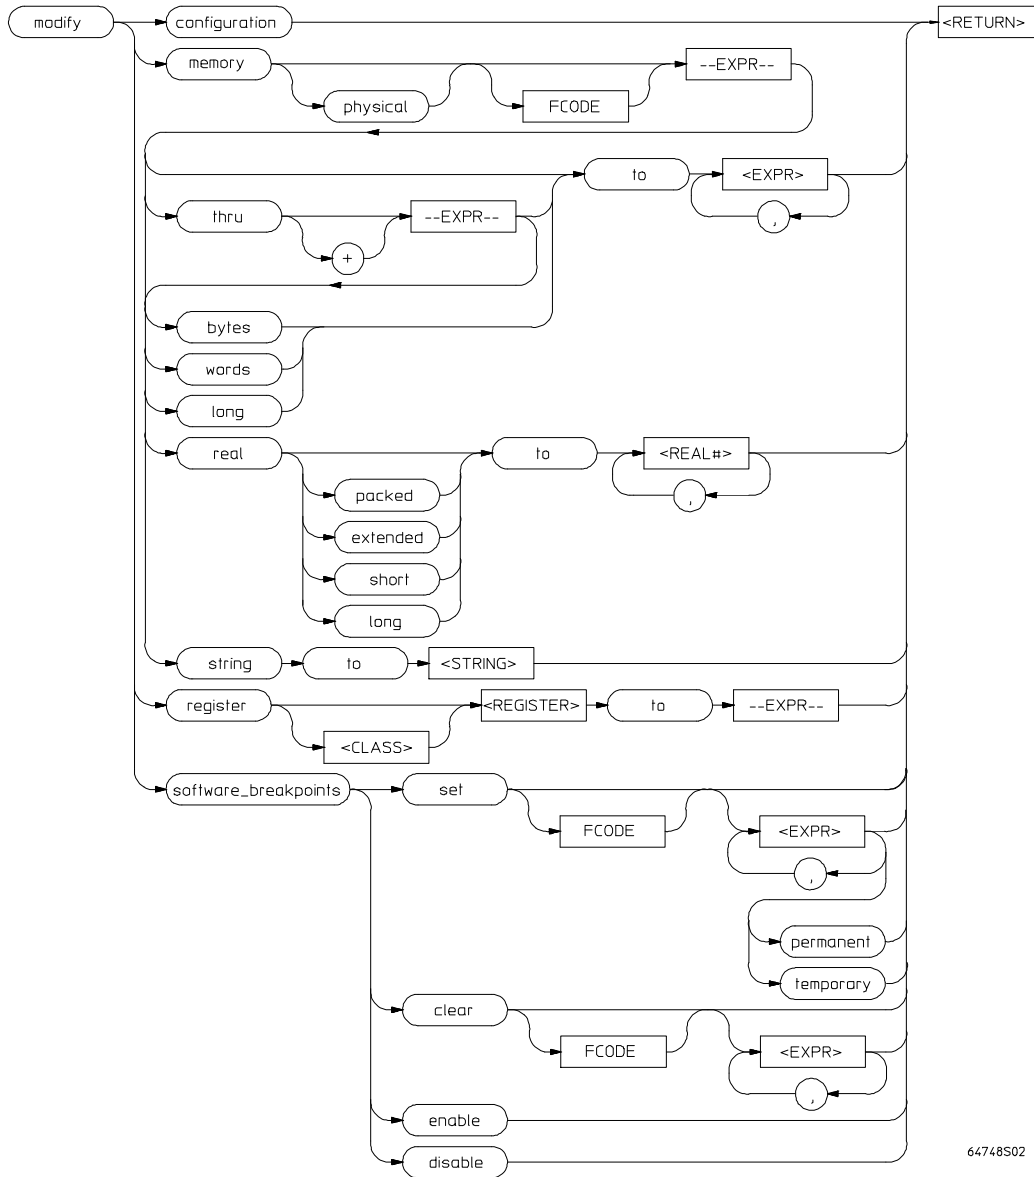 modify configuration <RETURN>
memory --EXPR--
physical FCODE
to <EXPR>
thru --EXPR-- ,
+
bytes
words
long
real to <REAL#>
packed ,
extended
short
long
string to <STRING>
register <REGISTER> to --EXPR--
<CLASS>
software_breakpoints set
FCODE <EXPR>
,
permanent
temporary
clear
FCODE <EXPR>
,
enable
disable
64748S02